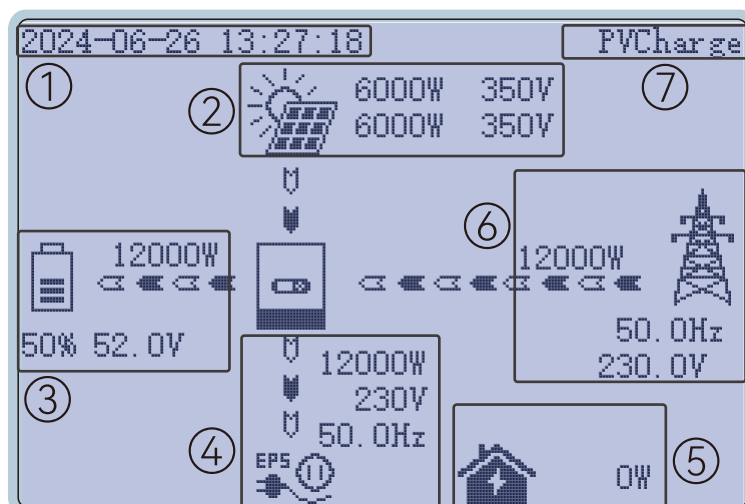 2024-06-26 13:27:18
PVCharge
①
②
6000W 350V
6000W 350V
⑦
⑥
12000W
50% 52.0V
③
12000W
50.0Hz
230.0V
④
12000W
230V
50.0Hz
EPS
0W
⑤